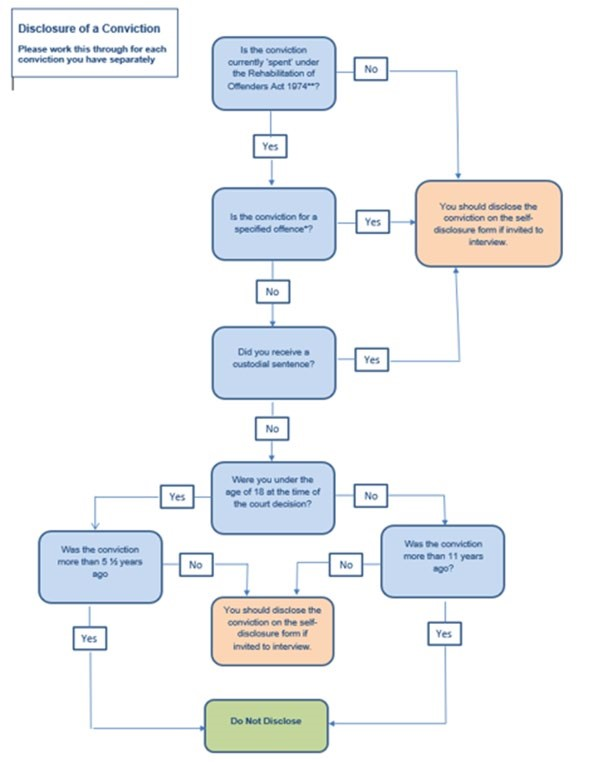 Disclosure of a Conviction
Please work this through for each
conviction you have separately
Is the conviction
currently 'spent' under
the Rehabilitation of
Offenders Act 1974**?
No
Yes
Is the conviction for a
specified offence*?
Yes
You should disclose the
conviction on the self-
disclosure form if invited to
interview.
No
Did you receive a
custodial sentence?
Yes
No
Were you under the
age of 18 at the time of
the court decision?
Yes
No
Was the conviction
more than 5 ½ years
ago
No
Was the conviction
more than 11 years
ago?
No
You should disclose the
conviction on the self-
disclosure form if
invited to interview.
Yes
Yes
Do Not Disclose